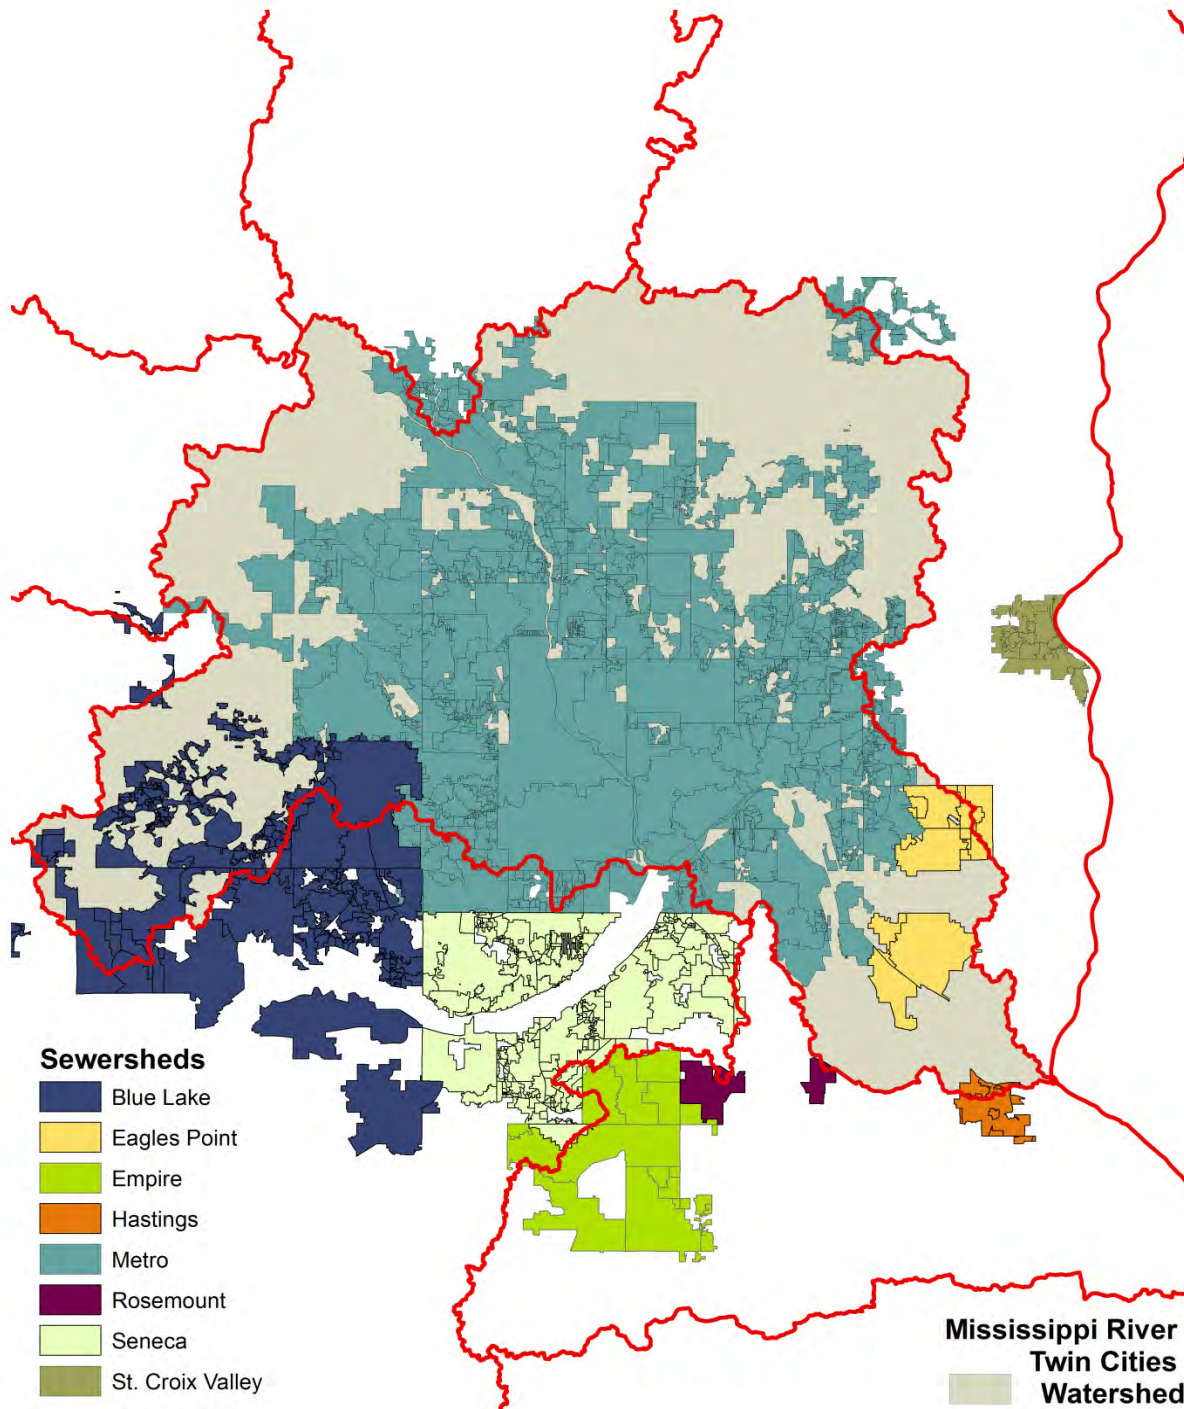 Sewersheds
Blue Lake
Eagles Point
Empire
Hastings
Metro
Rosemount
Seneca
St. Croix Valley
Mississippi River
Twin Cities
Watershed